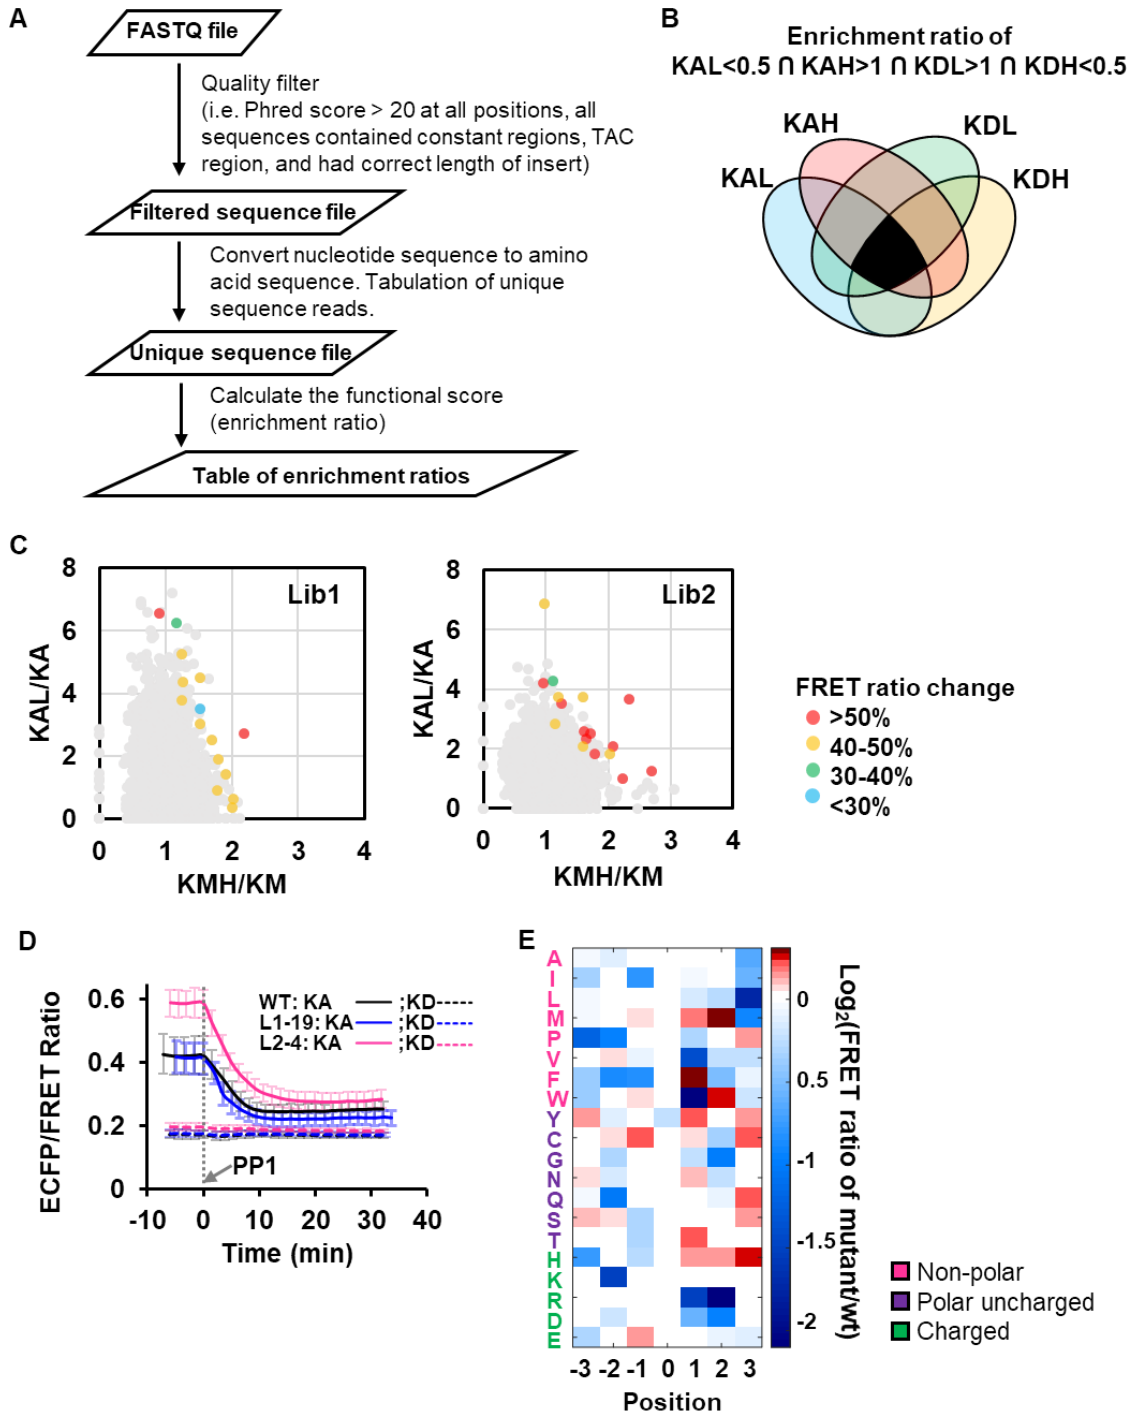 A
FASTQ file
Quality filter
(i.e. Phred score > 20 at all positions, all
sequences contained constant regions, TAC
region, and had correct length of insert)
Filtered sequence file
Convert nucleotide sequence to amino
acid sequence. Tabulation of unique
sequence reads.
Unique sequence file
Calculate the functional score
(enrichment ratio)
Table of enrichment ratios
B
Enrichment ratio of
KAL<0.5 ∩ KAH>1 ∩ KDL>1 ∩ KDH<0.5
KAH
KDL
KAL
KDH
C
8
6
4
2
0
KAL/KA
Lib1
0 1 2 3 4
KMH/KM
8
6
4
2
0
KAL/KA
Lib2
0 1 2 3 4
KMH/KM
FRET ratio change
>50%
40-50%
30-40%
<30%
D
ECFP/FRET Ratio
0.6
0.4
0.2
0
WT: KA ;KD
L1-19: KA ;KD
L2-4: KA ;KD
PP1
-10 0 10 20 30 40
Time (min)
E
A
I
L
M
P
V
F
W
Y
C
G
N
Q
S
T
H
K
R
D
E
-3 -2 -1 0 1 2 3
Position
0
0.5
-1
-1.5
-2
Log2(FRET ratio of mutant/wt)
Non-polar
Polar uncharged
Charged